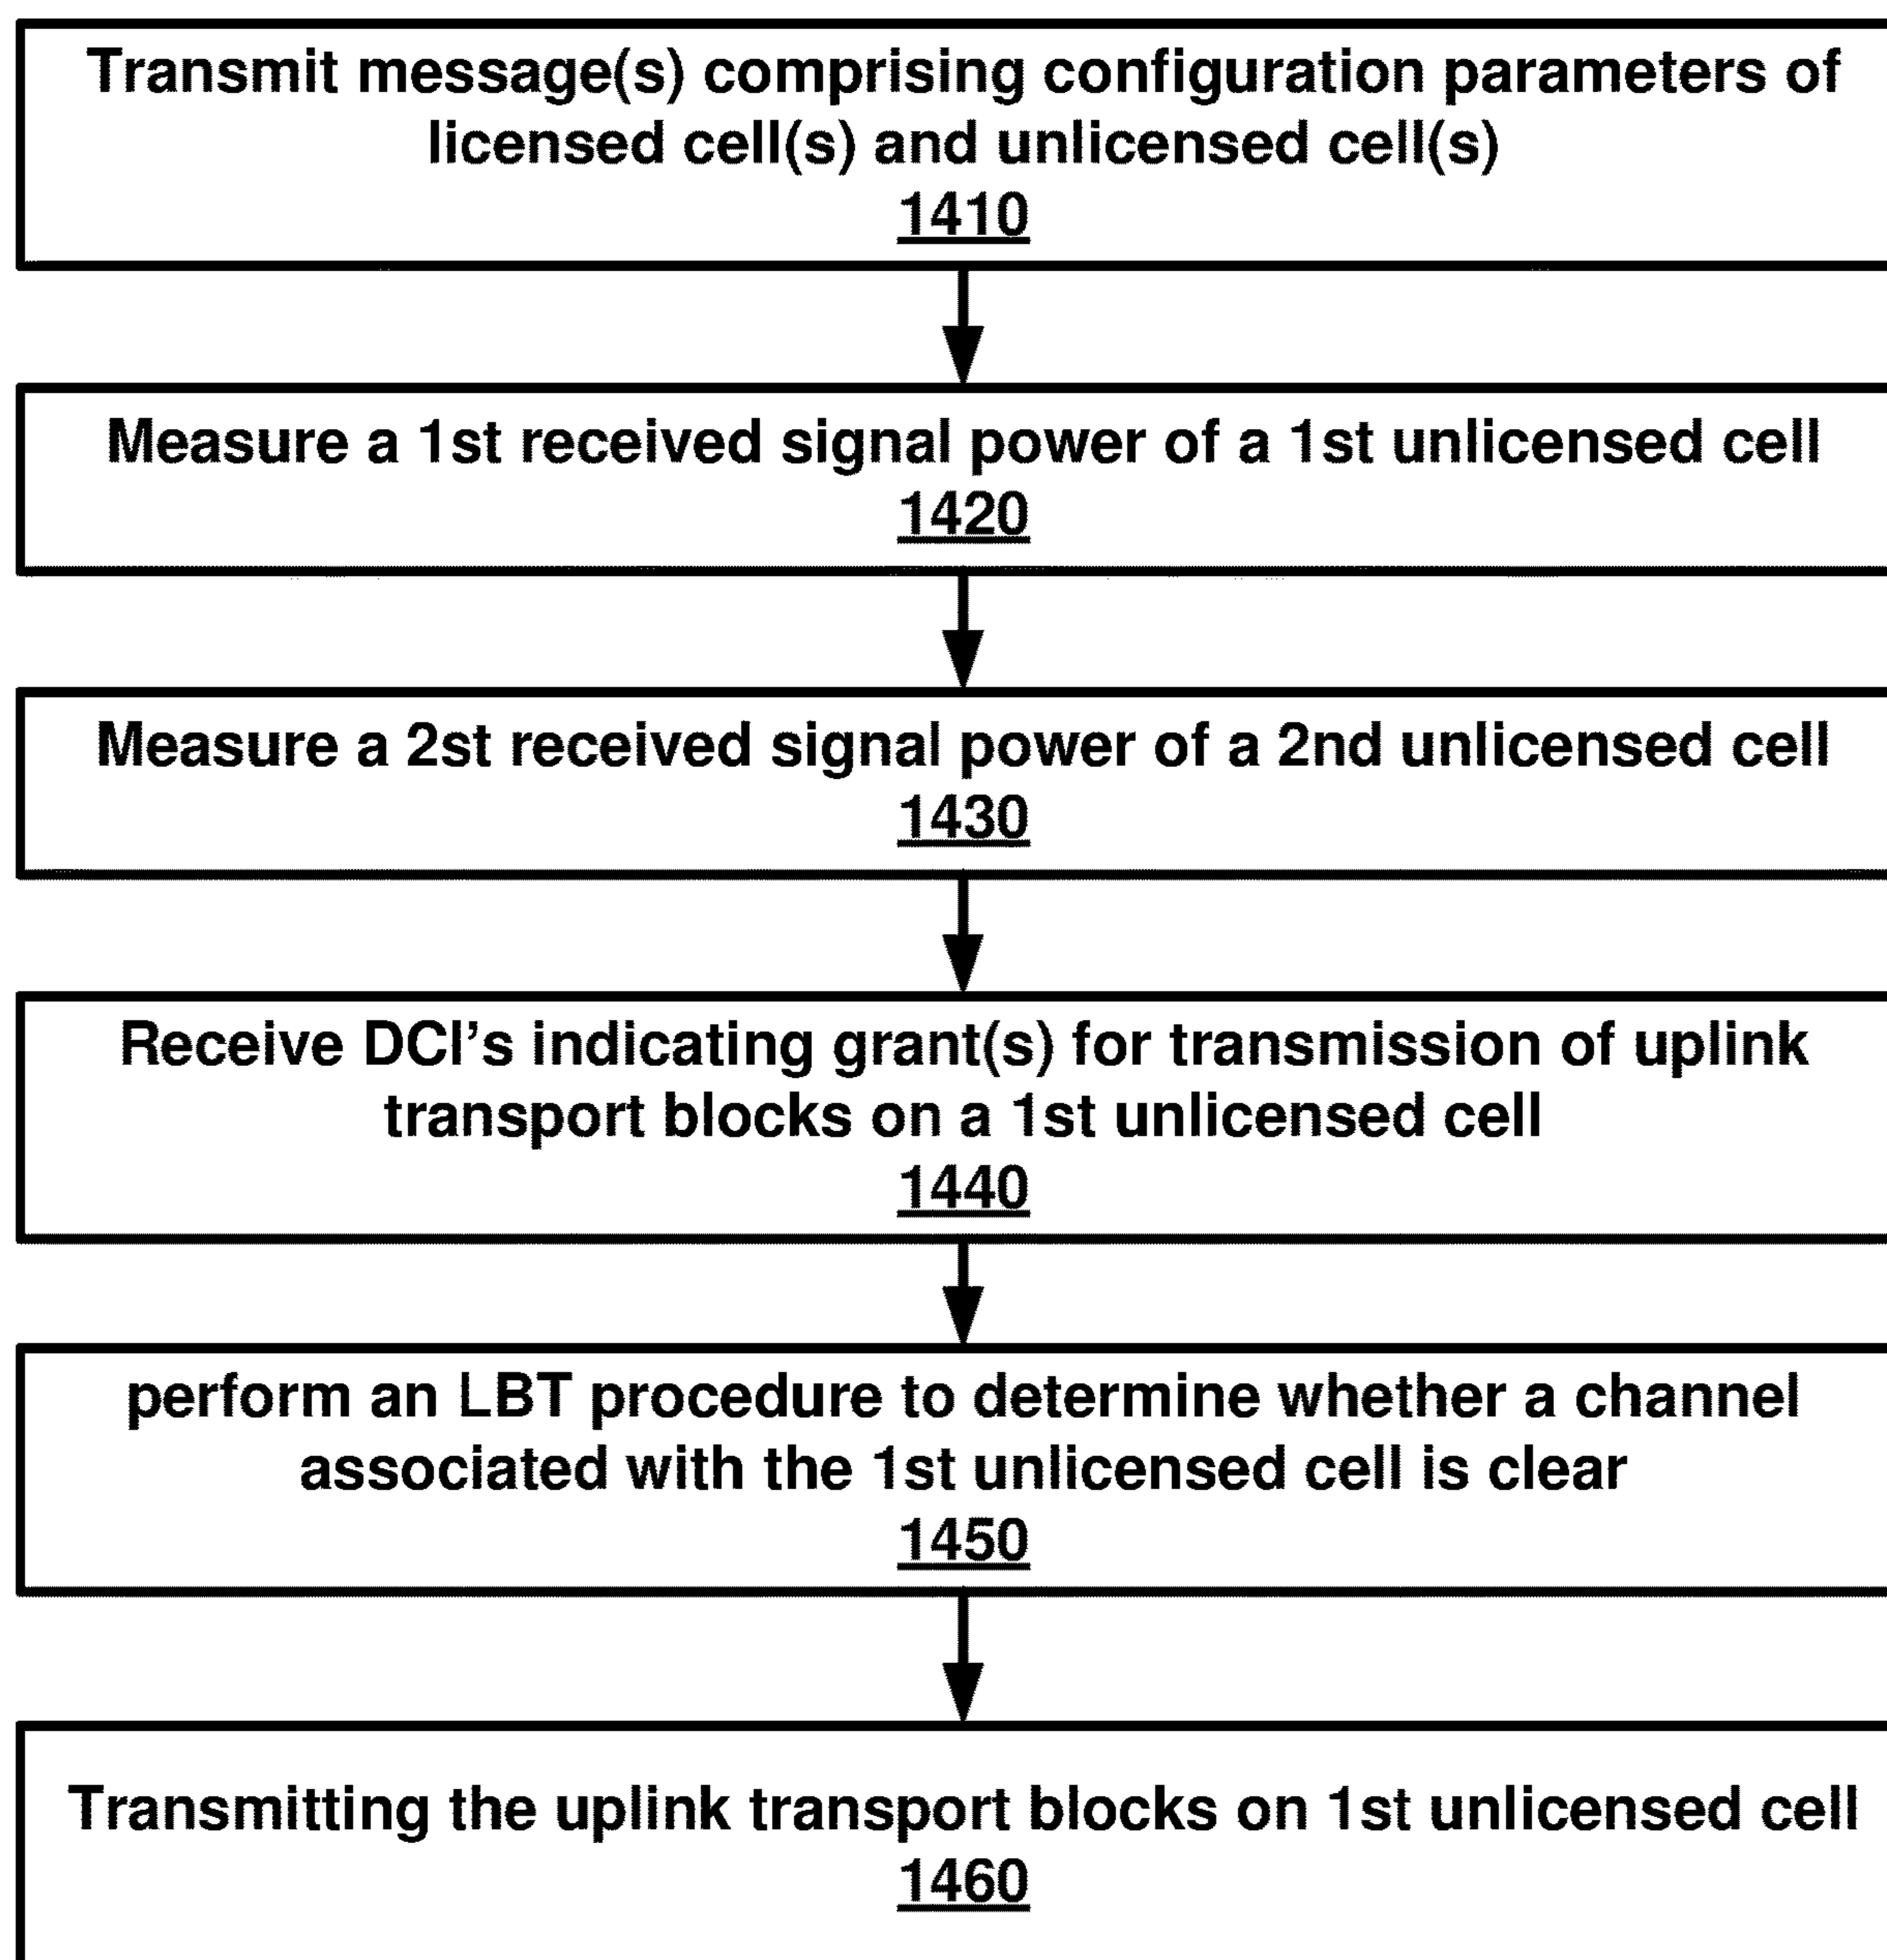 Transmit message(s) comprising configuration parameters of
licensed cell(s) and unlicensed cell(s)
1410
Measure a 1st received signal power of a 1st unlicensed cell
1420
Measure a 2st received signal power of a 2nd unlicensed cell
1430
Receive DCI’s indicating grant(s) for transmission of uplink
transport blocks on a 1st unlicensed cell
1440
perform an LBT procedure to determine whether a channel
associated with the 1st unlicensed cell is clear
1450
Transmitting the uplink transport blocks on 1st unlicensed cell
1460